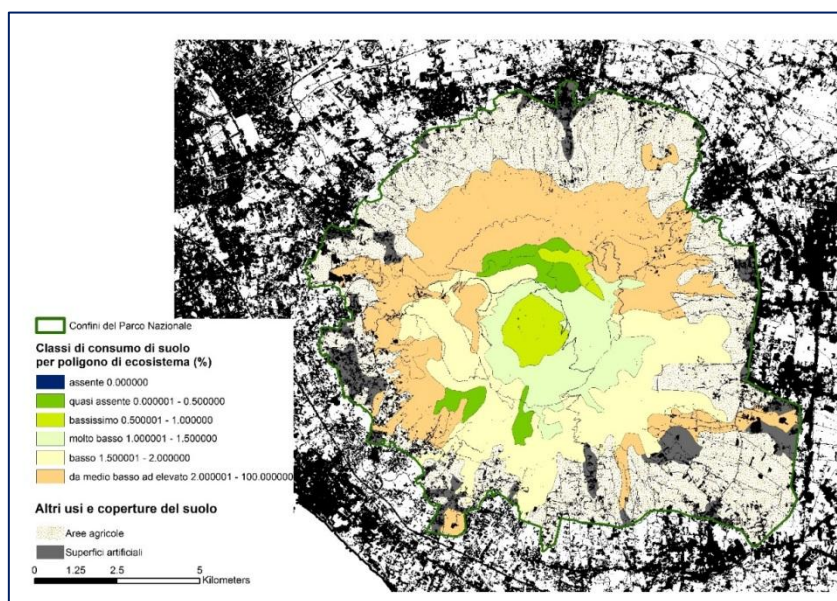 Confini del Parco Nazionale
Classi di consumo di suolo
per poligono di ecosistema (%)
assente 0.000000
quasi assente 0.000001 - 0.500000
bassissimo 0.500001 - 1.000000
molto basso 1.000001 - 1.500000
basso 1.500001 - 2.000000
da medio basso ad elevato 2.000001 - 100.000000
Altri usi e coperture del suolo
Aree agricole
Superfici artificiali
0 1.25 2.5 5
Kilometers